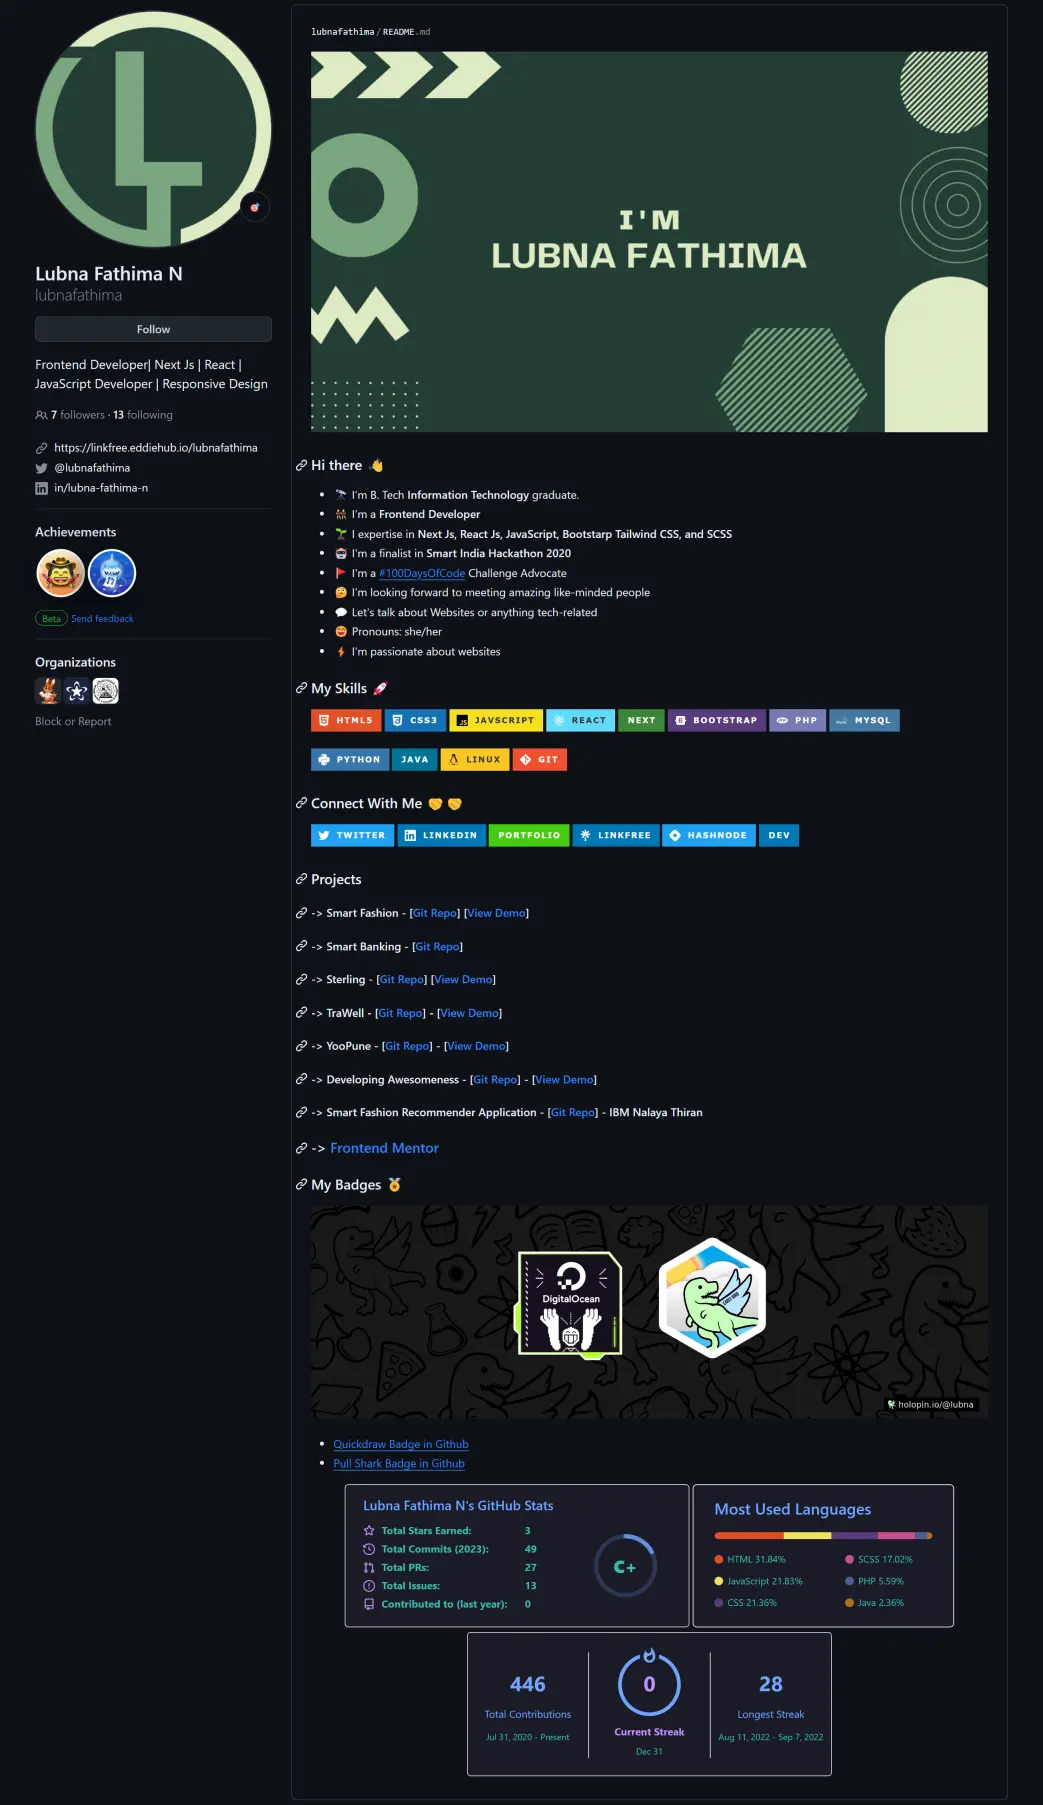 Lubna Fathima N
lubnafathima
Follow
Frontend Developer| Next Js | React |
JavaScript Developer | Responsive Design
7 followers · 13 following
https://linkfree.eddiehub.io/lubnafathima
@lubnafathima
in/lubna-fathima-n
Achievements
Beta Send feedback
Organizations
Block or Report
lubnafathima/README.md
I'M
LUBNA FATHIMA
Hi there 👋
🔭 I'm B. Tech Information Technology graduate.
👯 I'm a Frontend Developer
🌱 I expertise in Next Js, React Js, JavaScript, Bootstarp Tailwind CSS, and SCSS
I'm a finalist in Smart India Hackathon 2020
🚩 I'm a #100DaysOfCode Challenge Advocate
🤔 I'm looking forward to meeting amazing like-minded people
💬 Let's talk about Websites or anything tech-related
😄 Pronouns: she/her
⚡ I'm passionate about websites
My Skills 🚀
HTML5 CSS3 JAVSCRIPT REACT NEXT BOOTSTRAP PHP MYSQL
PYTHON JAVA LINUX GIT
Connect With Me 🤝 🤝
TWITTER LINKEDIN PORTFOLIO LINKFREE HASHNODE DEV
Projects
-> Smart Fashion - [Git Repo] [View Demo]
-> Smart Banking - [Git Repo]
-> Sterling - [Git Repo] [View Demo]
-> TraWell - [Git Repo] - [View Demo]
-> YooPune - [Git Repo] - [View Demo]
-> Developing Awesomeness - [Git Repo] - [View Demo]
-> Smart Fashion Recommender Application - [Git Repo] - IBM Nalaya Thiran
-> Frontend Mentor
My Badges 🏅
DigitalOcean
holopin.io/@lubna
Quickdraw Badge in Github
Pull Shark Badge in Github
Lubna Fathima N's GitHub Stats
Total Stars Earned: 3
Total Commits (2023): 49
Total PRs: 27
Total Issues: 13
Contributed to (last year): 0
C+
Most Used Languages
HTML 31.84% SCSS 17.02%
JavaScript 21.83% PHP 5.59%
CSS 21.36% Java 2.36%
446 0 28
Total Contributions Current Streak Longest Streak
Jul 31, 2020 - Present Dec 31 Aug 11, 2022 - Sep 7, 2022